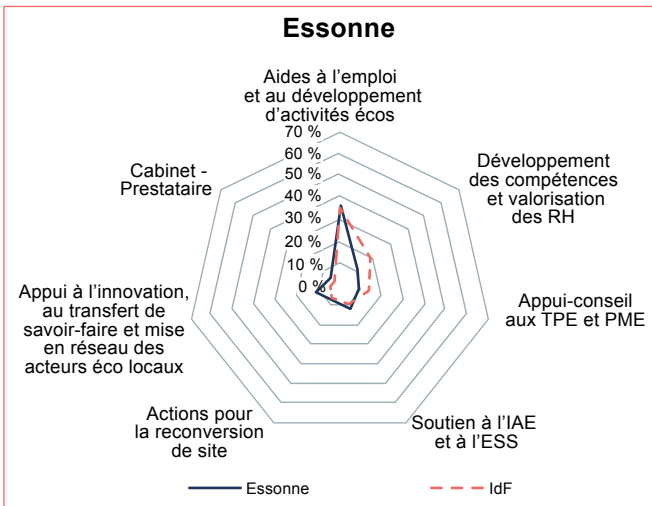 Essonne
Aides à l’emploi
et au développement
d’activités écos
70 %
60 %
50 %
40 %
30 %
20 %
10 %
0 %
Développement
des compétences
et valorisation
des RH
Appui-conseil
aux TPE et PME
Soutien à l’IAE
et à l’ESS
Actions pour
la reconversion
de site
Appui à l’innovation,
au transfert de
savoir-faire et mise
en réseau des
acteurs éco locaux
Cabinet -
Prestataire
Essonne
IdF